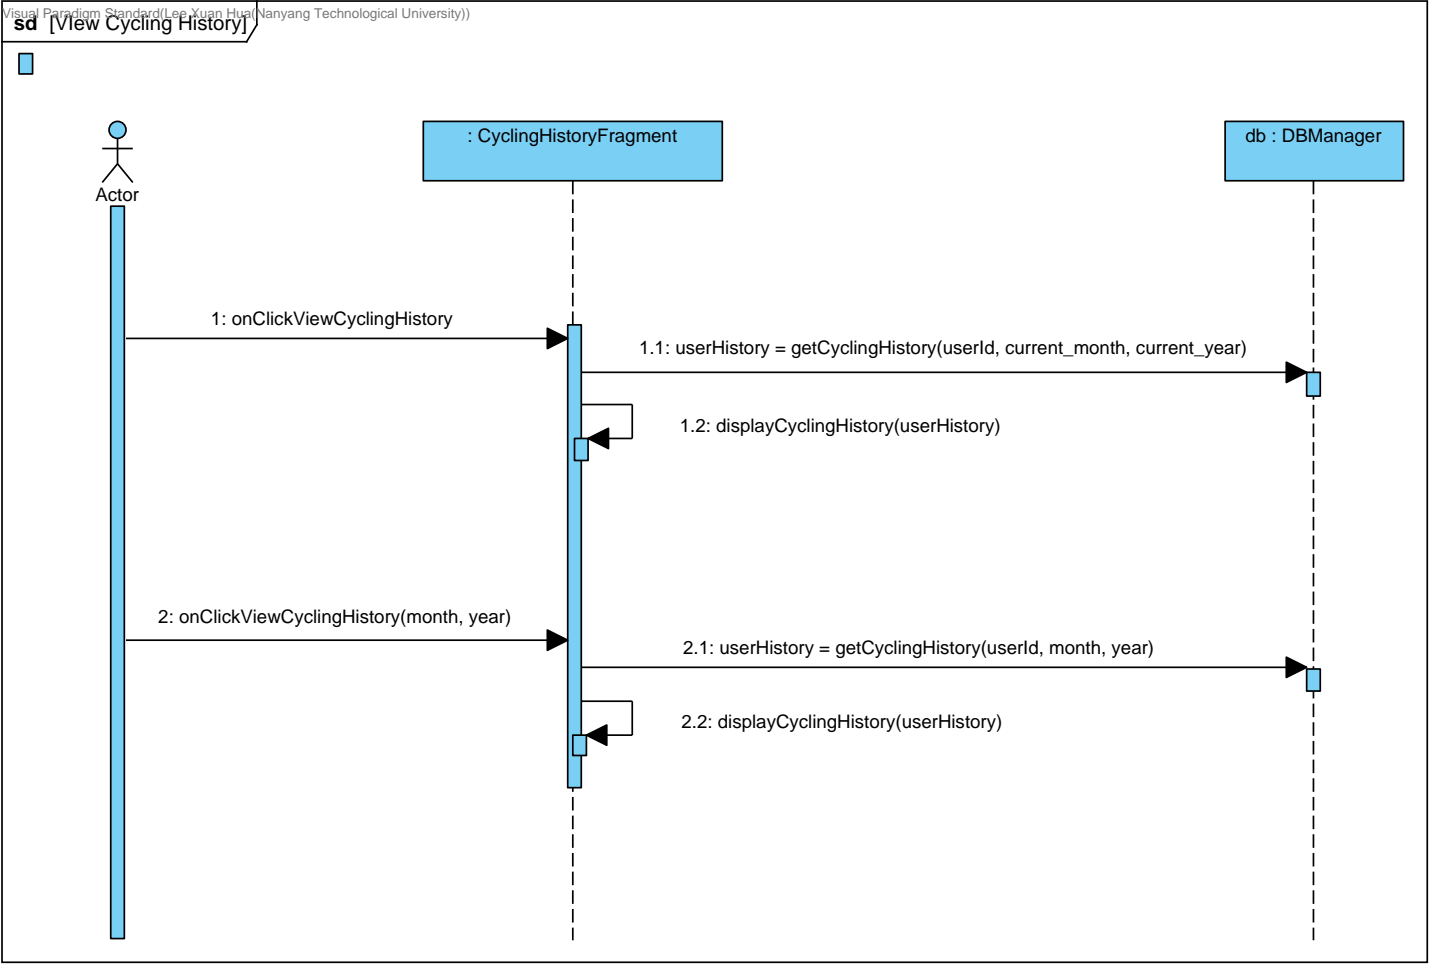 Visual Paradigm Standard(Lee Xuan Hua(Nanyang Technological University))
sd [VIew Cycling History]
Actor
: CyclingHistoryFragment
db : DBManager
1: onClickViewCyclingHistory
1.1: userHistory = getCyclingHistory(userId, current_month, current_year)
1.2: displayCyclingHistory(userHistory)
2: onClickViewCyclingHistory(month, year)
2.1: userHistory = getCyclingHistory(userId, month, year)
2.2: displayCyclingHistory(userHistory)